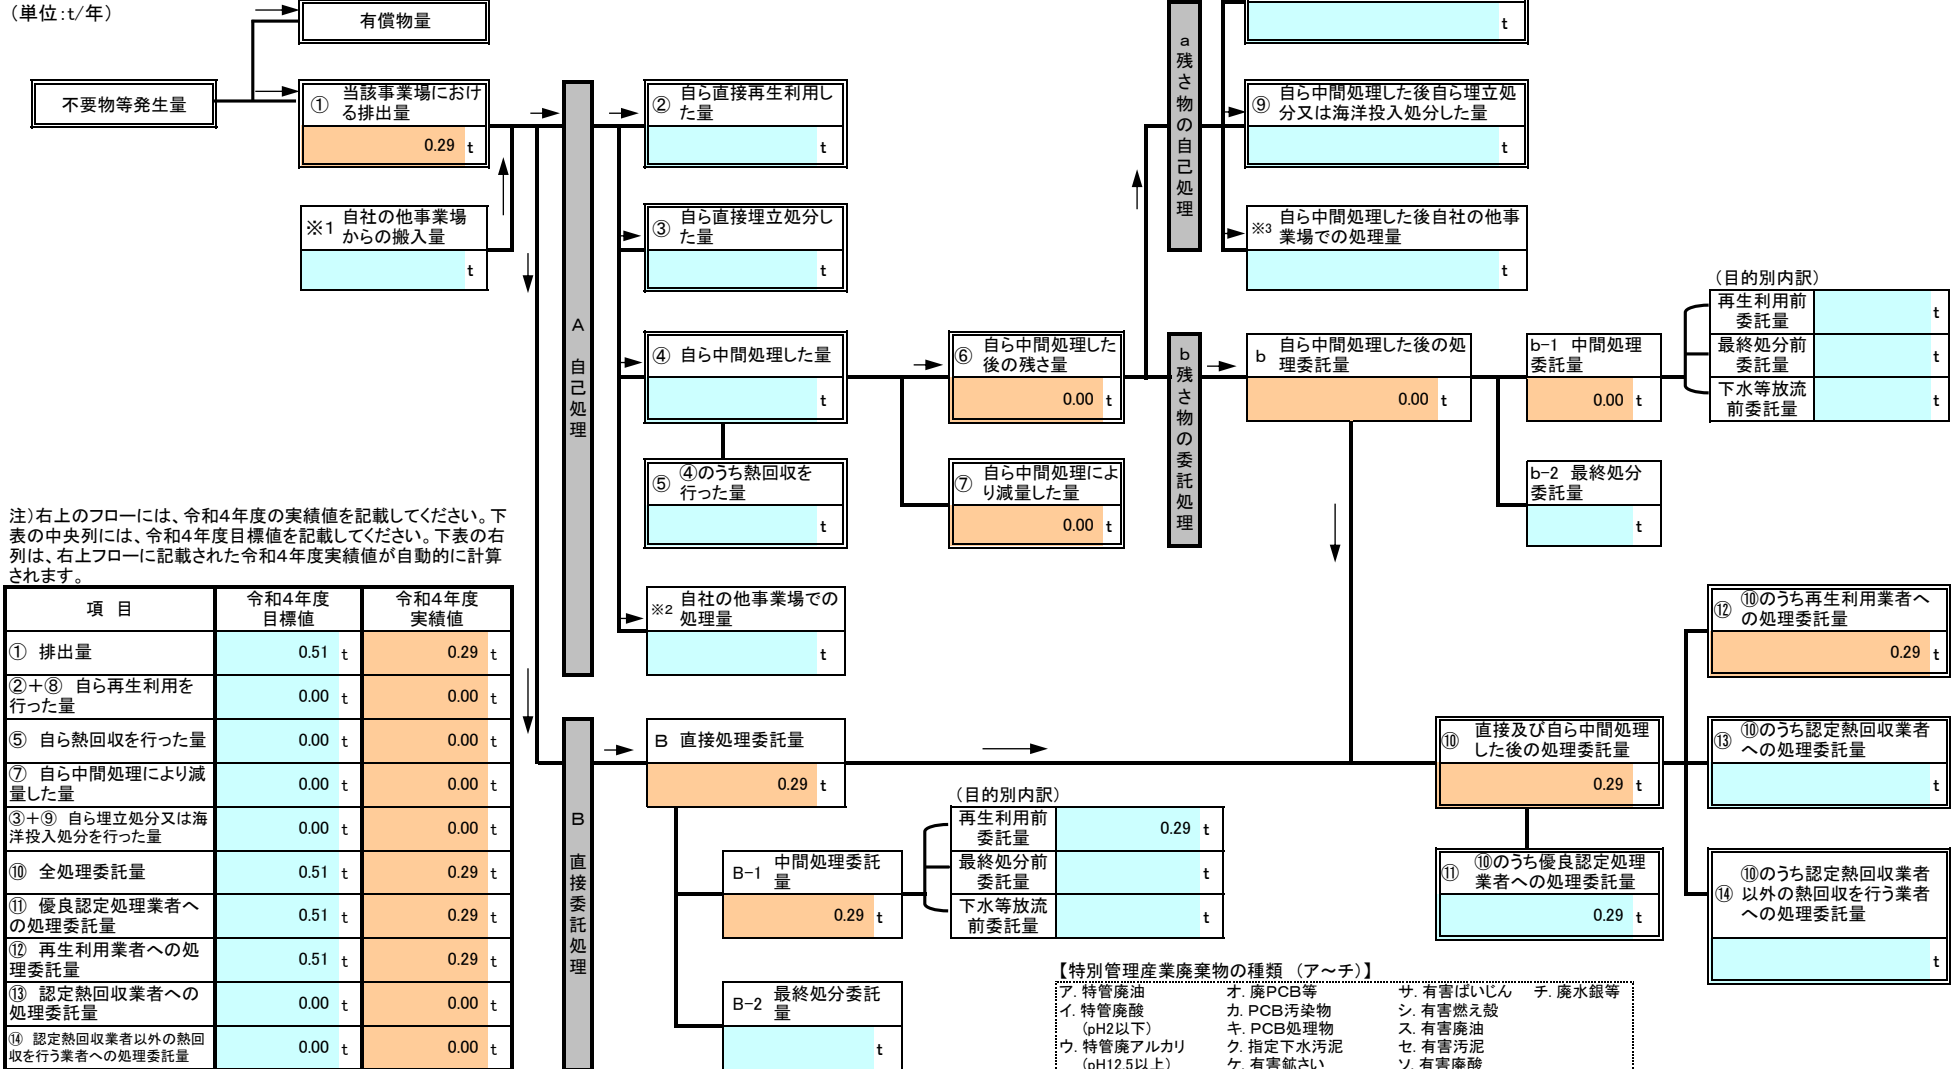 (単位:t/年)
有償物量
不要物等発生量
① 当該事業場におけ
る排出量
0.29 t
※1 自社の他事業場
からの搬入量
t
A 自己処理
② 自ら直接再生利用し
た量
t
③ 自ら直接埋立処分し
た量
t
④ 自ら中間処理した量
t
⑤ ④のうち熱回収を
行った量
t
※2 自社の他事業場での
処理量
t
⑥ 自ら中間処理した
後の残さ量
0.00 t
⑦ 自ら中間処理によ
り減量した量
0.00 t
a 残さ物の自己処理
t
⑨ 自ら中間処理した後自ら埋立処
分又は海洋投入処分した量
t
※3 自ら中間処理した後自社の他事
業場での処理量
t
b 残さ物の委託処理
b 自ら中間処理した後の処
理委託量
0.00 t
b-1 中間処理
委託量
0.00 t
b-2 最終処分
委託量
t
(目的別内訳)
再生利用前
委託量 t
最終処分前
委託量 t
下水等放流
前委託量 t
注)右上のフローには、令和4年度の実績値を記載してください。下
表の中央列には、令和4年度目標値を記載してください。下表の右
列は、右上フローに記載された令和4年度実績値が自動的に計算
されます。
項 目 令和4年度 目標値 令和4年度 実績値
① 排出量 0.51 t 0.29 t
②+⑧ 自ら再生利用を
行った量 0.00 t 0.00 t
⑤ 自ら熱回収を行った量 0.00 t 0.00 t
⑦ 自ら中間処理により減
量した量 0.00 t 0.00 t
③+⑨ 自ら埋立処分又は海
洋投入処分を行った量 0.00 t 0.00 t
⑩ 全処理委託量 0.51 t 0.29 t
⑪ 優良認定処理業者へ
の処理委託量 0.51 t 0.29 t
⑫ 再生利用業者への処
理委託量 0.51 t 0.29 t
⑬ 認定熱回収業者への
処理委託量 0.00 t 0.00 t
⑭ 認定熱回収業者以外の熱回
収を行う業者への処理委託量 0.00 t 0.00 t
B 直接委託処理
B 直接処理委託量
0.29 t
B-1 中間処理委託
量
0.29 t
B-2 最終処分委託
量
t
(目的別内訳)
再生利用前
委託量 0.29 t
最終処分前
委託量 t
下水等放流
前委託量 t
⑩ 直接及び自ら中間処理
した後の処理委託量
0.29 t
⑪ ⑩のうち優良認定処理
業者への処理委託量
0.29 t
⑫ ⑩のうち再生利用業者へ
の処理委託量
0.29 t
⑬ ⑩のうち認定熱回収業者
への処理委託量
t
⑭ ⑩のうち認定熱回収業者
以外の熱回収を行う業者
への処理委託量
t
【特別管理産業廃棄物の種類 (ア~チ)】
ア. 特管廃油 オ. 廃PCB等 サ. 有害ばいじん チ. 廃水銀等
イ. 特管廃酸 カ. PCB汚染物 シ. 有害燃え殻
(pH2以下) キ. PCB処理物 ス. 有害廃油
ウ. 特管廃アルカリ ク. 指定下水汚泥 セ. 有害汚泥
(pH12.5以上) ケ. 有害鉱さい ソ. 有害廃酸